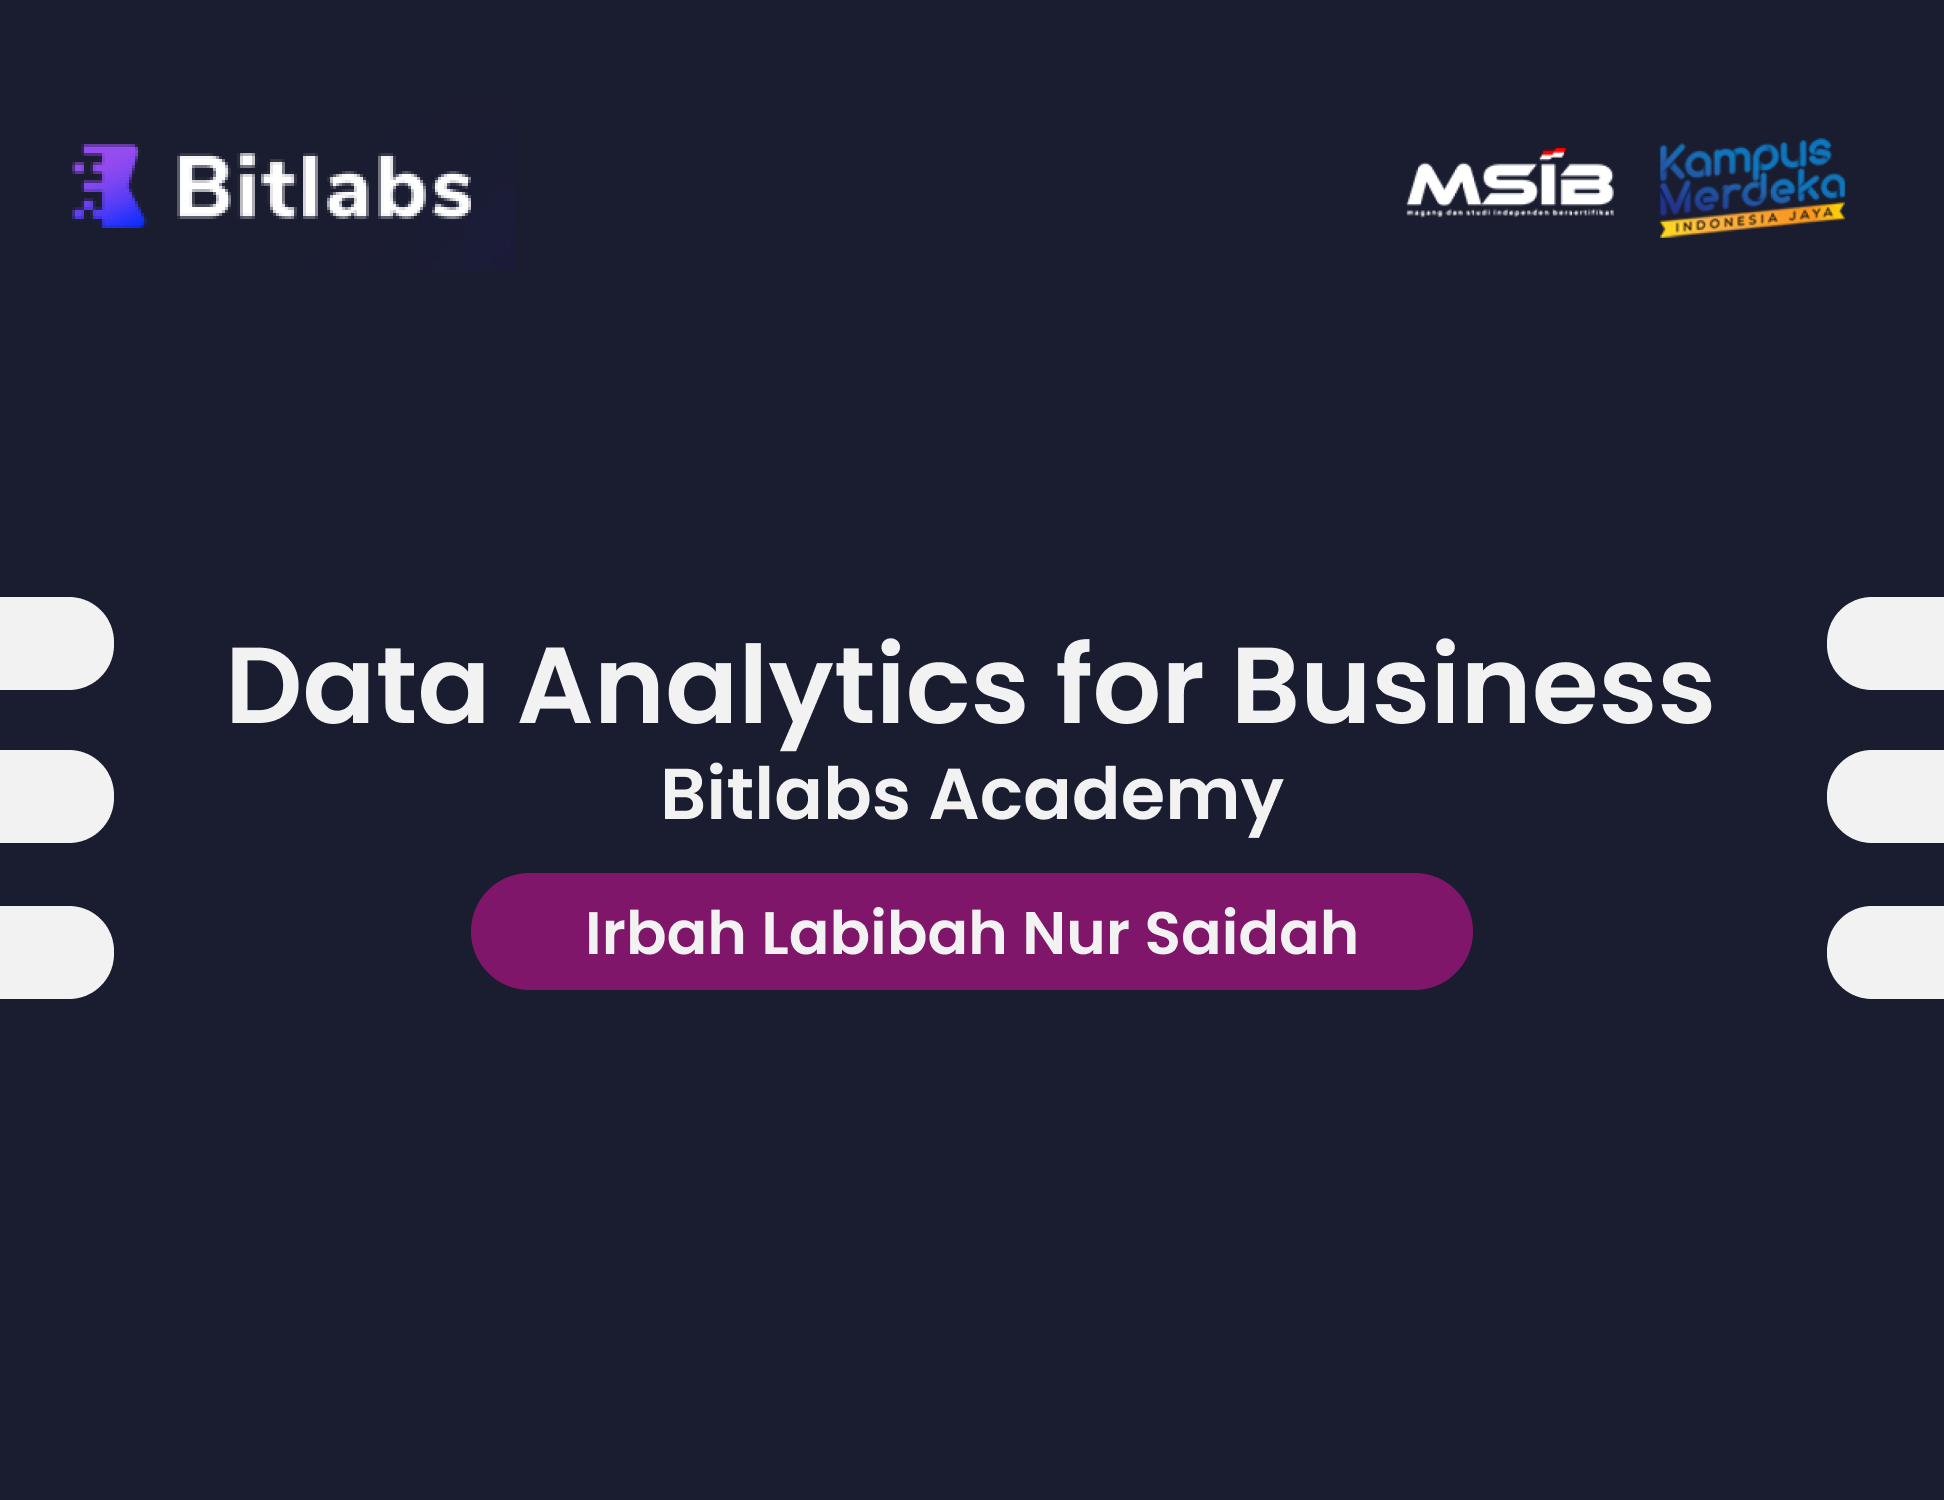 Bitlabs
MSIB
magang dan studi independen bersertifikat
Kampus
Merdeka
INDONESIA JAYA
Data Analytics for Business
Bitlabs Academy
Irbah Labibah Nur Saidah